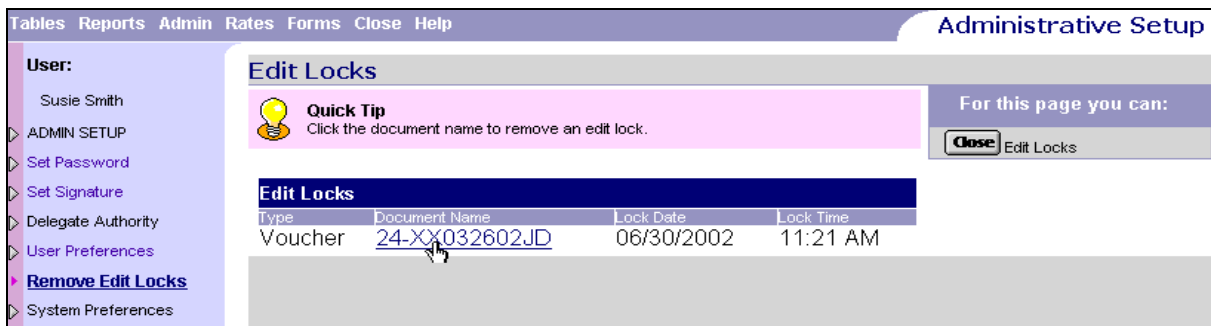 Tables Reports Admin Rates Forms Close Help
Administrative Setup
User:
Susie Smith
ADMIN SETUP
Set Password
Set Signature
Delegate Authority
User Preferences
Remove Edit Locks
System Preferences
Edit Locks
Quick Tip
Click the document name to remove an edit lock.
Edit Locks
Type Document Name Lock Date Lock Time
Voucher 24-XX032602JD 06/30/2002 11:21 AM
For this page you can:
Close Edit Locks